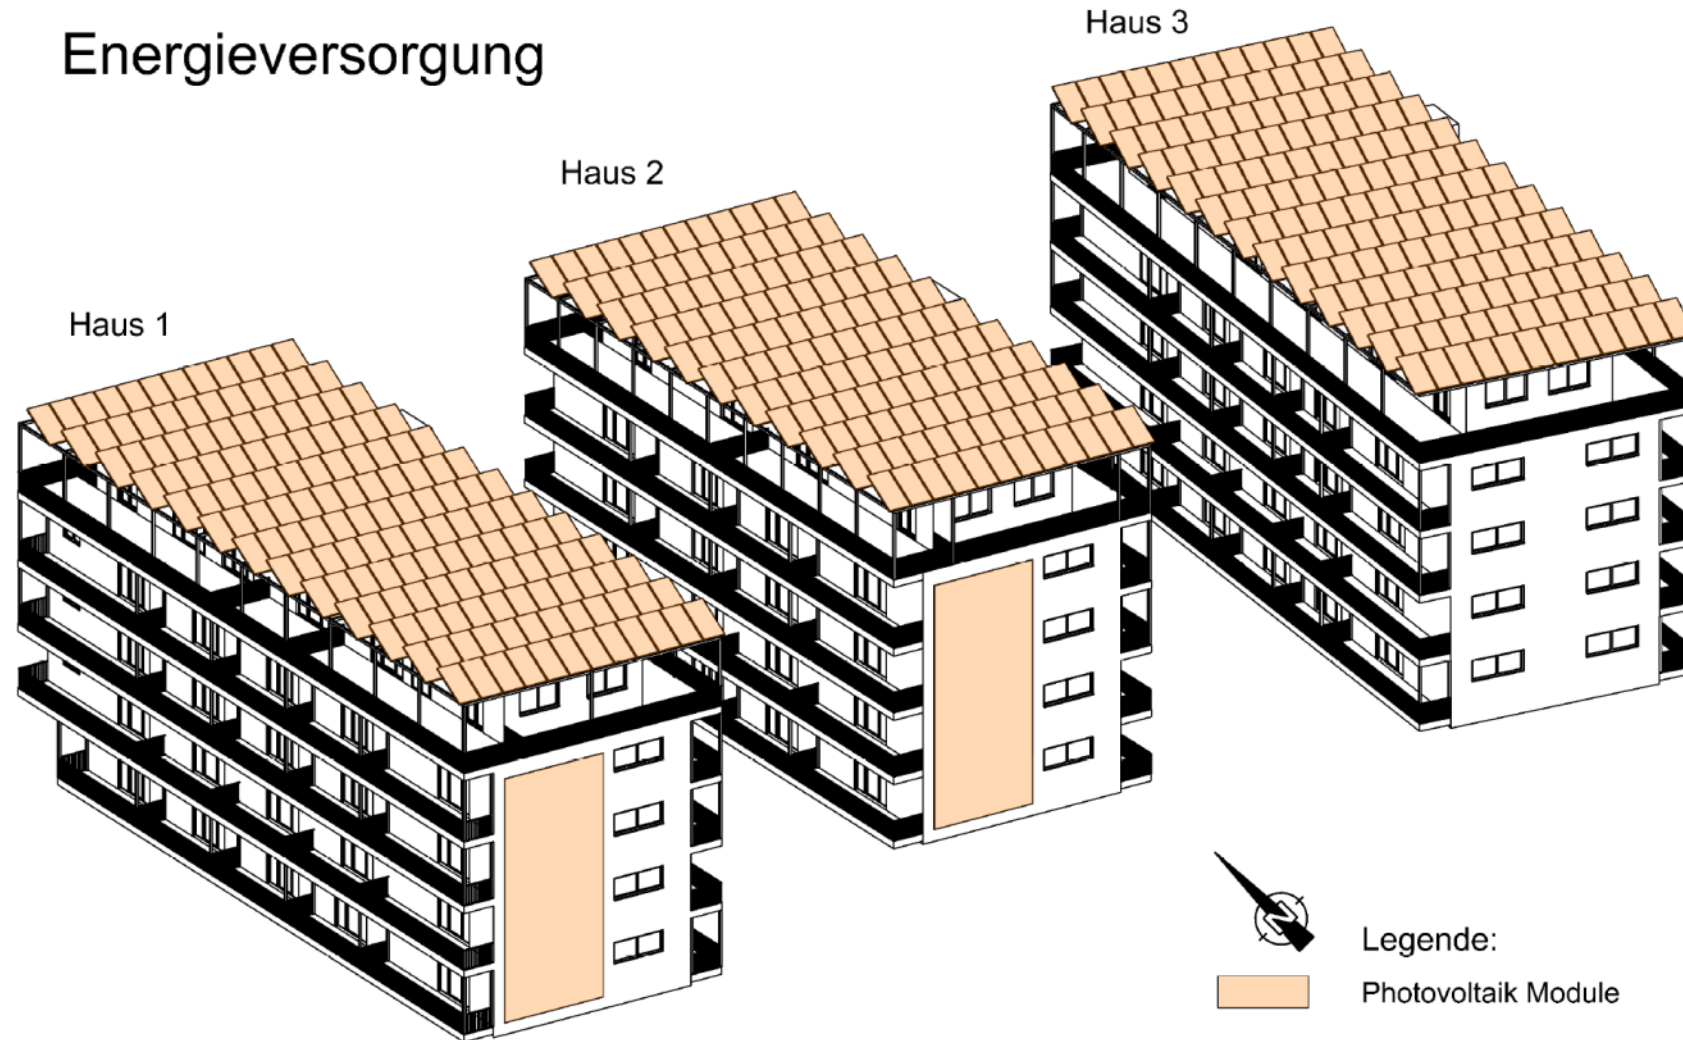 Energieversorgung
Haus 3
Haus 2
Haus 1
N
Legende:
Photovoltaik Module